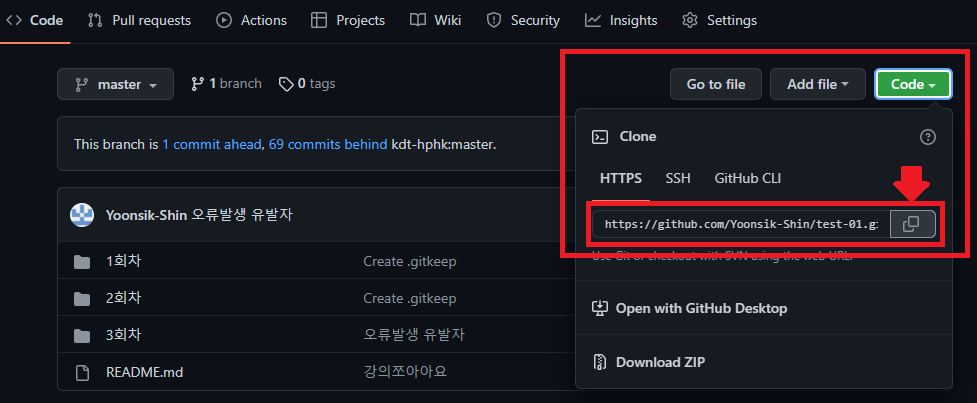 Code Pull requests Actions Projects Wiki Security Insights Settings
master 1 branch 0 tags Go to file Add file Code
This branch is 1 commit ahead, 69 commits behind kdt-hphk:master.
Clone
HTTPS SSH GitHub CLI
https://github.com/Yoonsik-Shin/test-01.gi
Use Git or checkout with SVN using the web URL.
Open with GitHub Desktop
Download ZIP
Yoonsik-Shin 오류발생 유발자
1회차 Create .gitkeep
2회차 Create .gitkeep
3회차 오류발생 유발자
README.md 강의쪼아아요